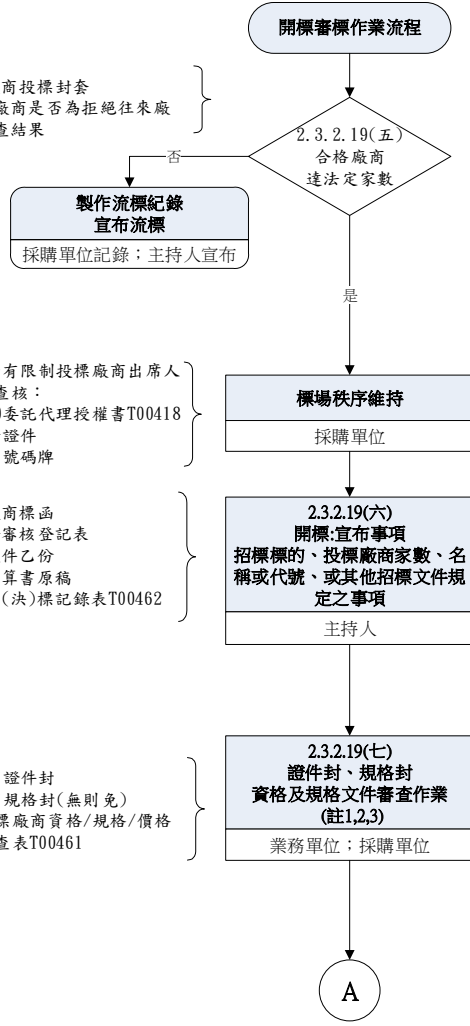 開標審標作業流程
商投標封套
廠商是否為拒絕往來廠
查結果
2.3.2.19(五)
合格廠商
達法定家數
否
製作流標紀錄
宣布流標
採購單位記錄；主持人宣布
是
有限制投標廠商出席人
查核：
委託代理授權書T00418
證件
號碼牌
標場秩序維持
採購單位
商標函
審核登記表
件乙份
算書原稿
(決)標記錄表T00462
2.3.2.19(六)
開標:宣布事項
招標標的、投標廠商家數、名
稱或代號、或其他招標文件規
定之事項
主持人
證件封
規格封(無則免)
標廠商資格/規格/價格
查表T00461
2.3.2.19(七)
證件封、規格封
資格及規格文件審查作業
(註1,2,3)
業務單位；採購單位
A